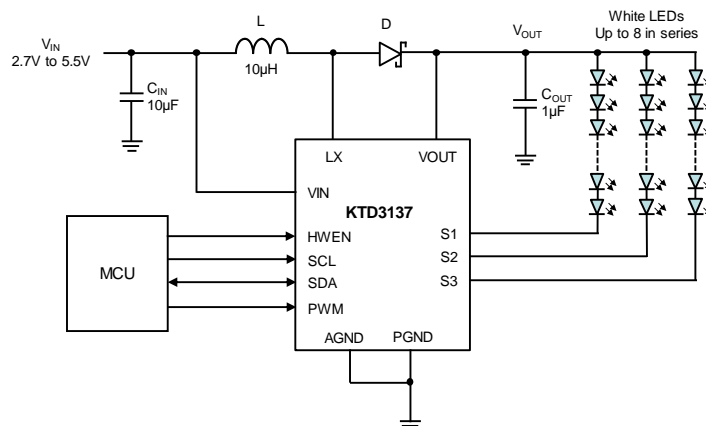 L
D
V_IN
2.7V to 5.5V
10µH
V_OUT
White LEDs
Up to 8 in series
C_IN
10µF
C_OUT
1µF
LX
VOUT
VIN
KTD3137
MCU
HWEN
SCL
SDA
PWM
S1
S2
S3
AGND
PGND